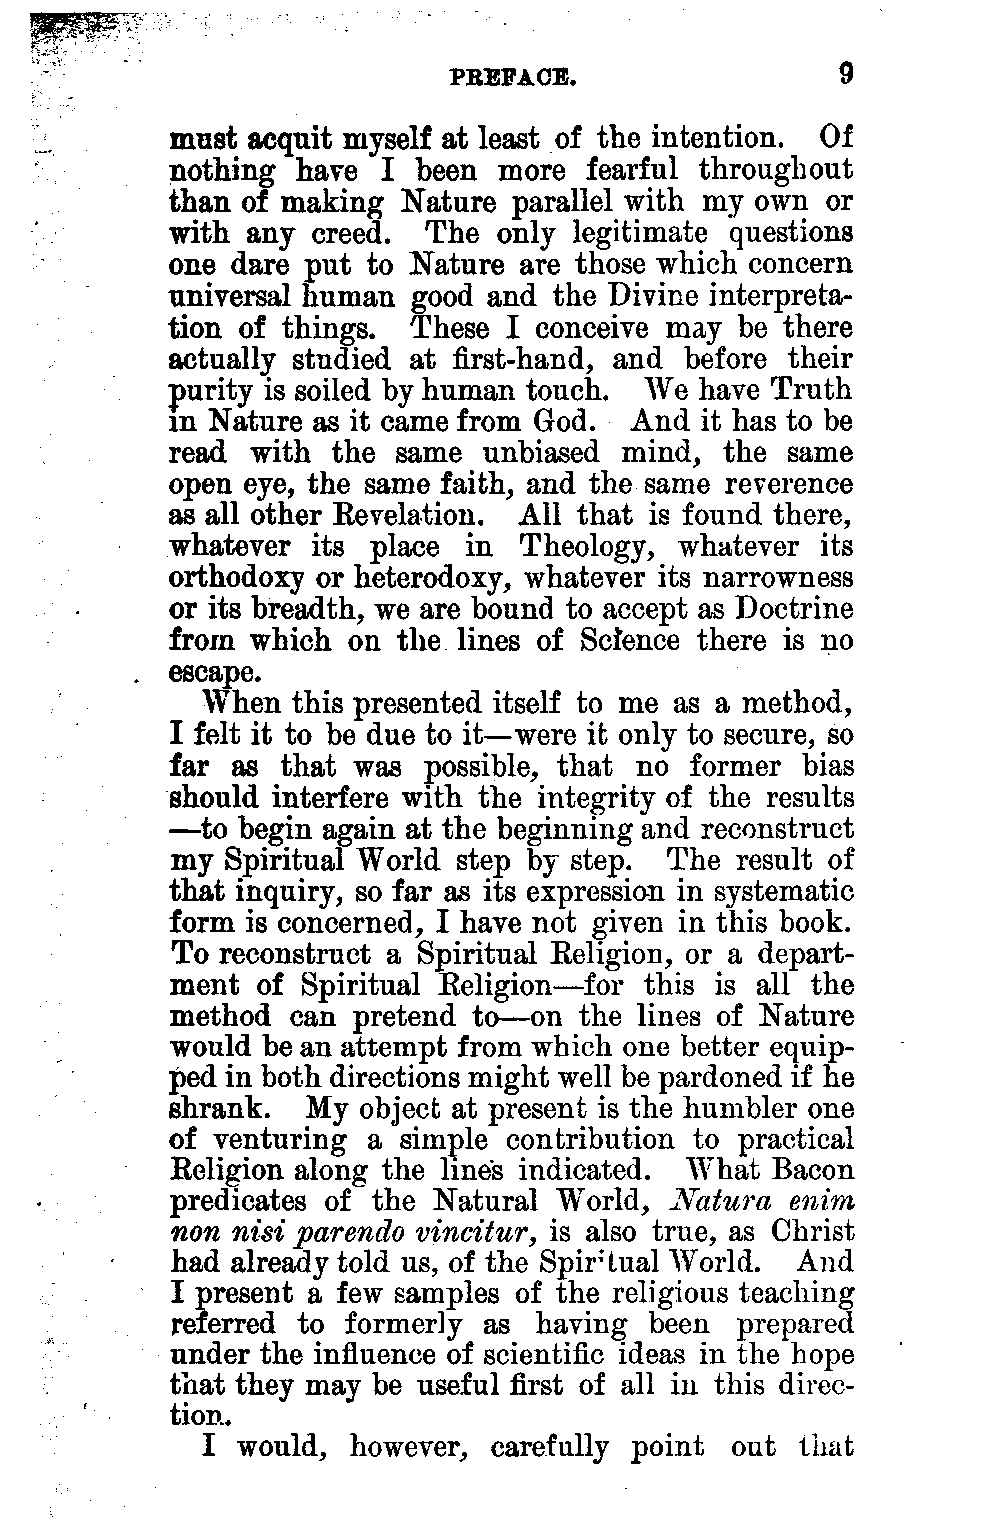 PREFACE. 9
must acquit myself at least of the intention. Of
nothing have I been more fearful throughout
than of making Nature parallel with my own or
with any creed. The only legitimate questions
one dare put to Nature are those which concern
universal human good and the Divine interpreta-
tion of things. These I conceive may be there
actually studied at first-hand, and before their
purity is soiled by human touch. We have Truth
in Nature as it came from God. And it has to be
read with the same unbiased mind, the same
open eye, the same faith, and the same reverence
as all other Revelation. All that is found there,
whatever its place in Theology, whatever its
orthodoxy or heterodoxy, whatever its narrowness
or its breadth, we are bound to accept as Doctrine
from which on the lines of Science there is no
escape.
When this presented itself to me as a method,
I felt it to be due to it—were it only to secure, so
far as that was possible, that no former bias
should interfere with the integrity of the results
—to begin again at the beginning and reconstruct
my Spiritual World step by step. The result of
that inquiry, so far as its expression in systematic
form is concerned, I have not given in this book.
To reconstruct a Spiritual Religion, or a depart-
ment of Spiritual Religion—for this is all the
method can pretend to—on the lines of Nature
would be an attempt from which one better equip-
ped in both directions might well be pardoned if he
shrank. My object at present is the humbler one
of venturing a simple contribution to practical
Religion along the lines indicated. What Bacon
predicates of the Natural World, Natura enim
non nisi parendo vincitur, is also true, as Christ
had already told us, of the Spiritual World. And
I present a few samples of the religious teaching
referred to formerly as having been prepared
under the influence of scientific ideas in the hope
that they may be useful first of all in this direc-
tion.
I would, however, carefully point out that